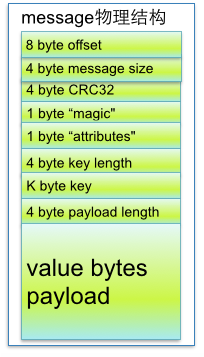 message物理结构
8 byte offset
4 byte message size
4 byte CRC32
1 byte “magic"
1 byte “attributes"
4 byte key length
K byte key
4 byte payload length
value bytes
payload